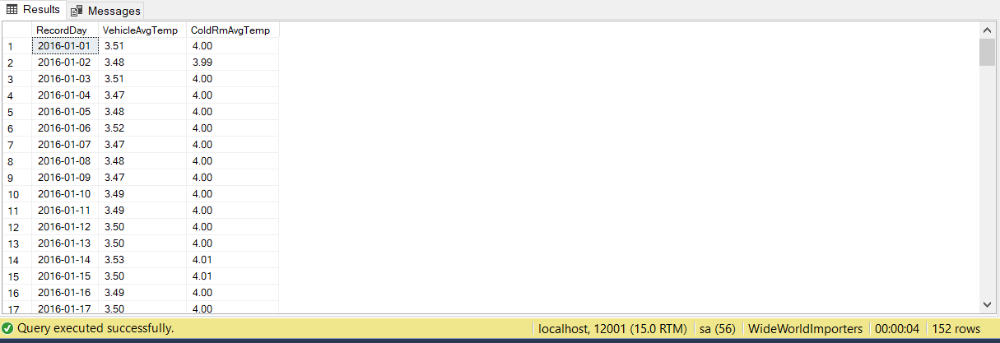 Results Messages
RecordDay VehicleAvgTemp ColdRmAvgTemp
1 2016-01-01 3.51 4.00
2 2016-01-02 3.48 3.99
3 2016-01-03 3.51 4.00
4 2016-01-04 3.47 4.00
5 2016-01-05 3.48 4.00
6 2016-01-06 3.52 4.00
7 2016-01-07 3.47 4.00
8 2016-01-08 3.48 4.00
9 2016-01-09 3.47 4.00
10 2016-01-10 3.49 4.00
11 2016-01-11 3.49 4.00
12 2016-01-12 3.50 4.00
13 2016-01-13 3.50 4.00
14 2016-01-14 3.53 4.01
15 2016-01-15 3.50 4.01
16 2016-01-16 3.49 4.00
17 2016-01-17 3.50 4.00
Query executed successfully. localhost, 12001 (15.0 RTM) sa (56) WideWorldImporters 00:00:04 152 rows